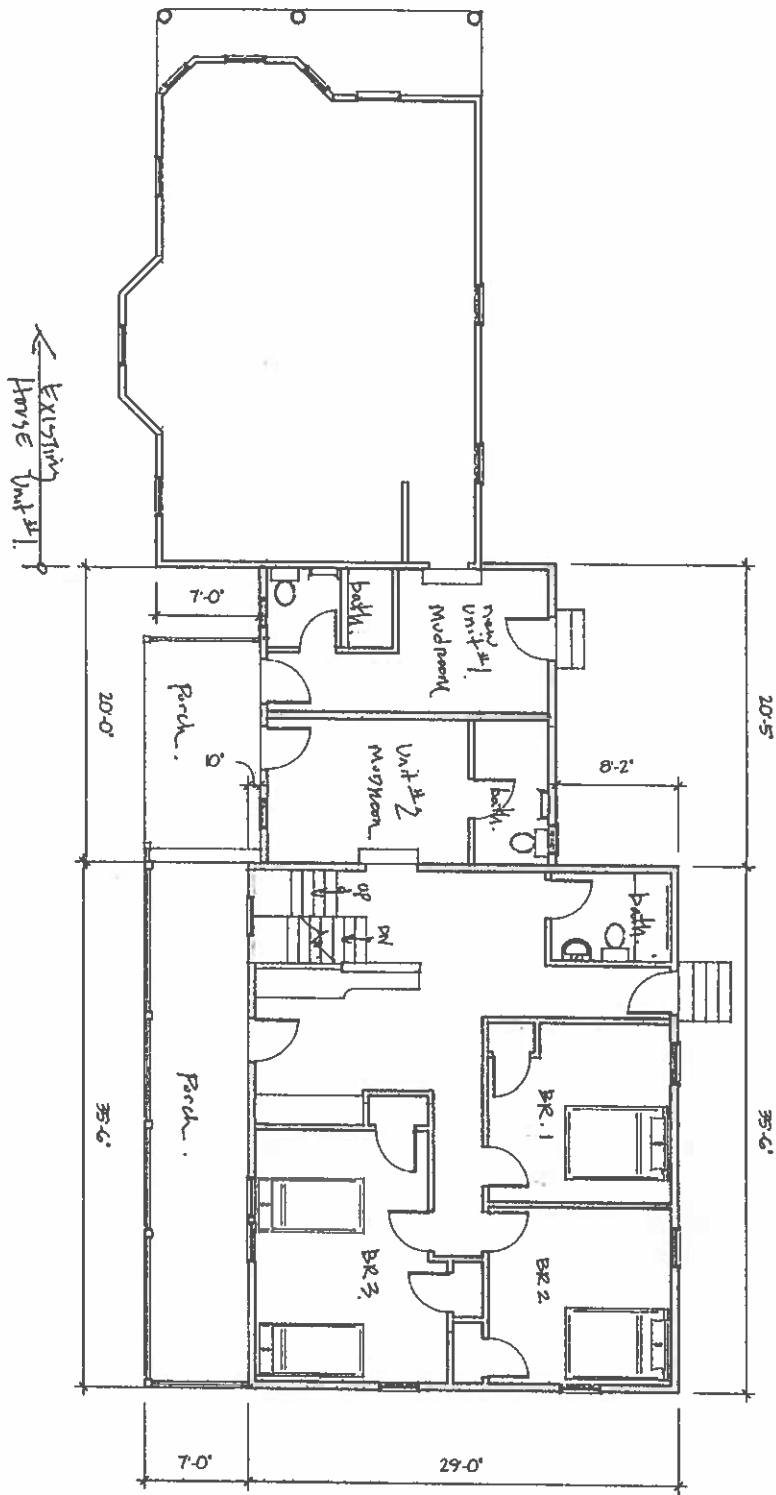 < EXISTING
HOUSE Unit #1.
7'-0"
20'-0"
Porch.
bath.
new
Unit #1.
Mudroom
20'-5"
8'-2"
Unit #2
Mudroom
bath.
UP
DN
bath.
35'-6"
Porch.
35'-6"
BR. 1
BR. 2
BR. 3.
7'-0"
29'-0"